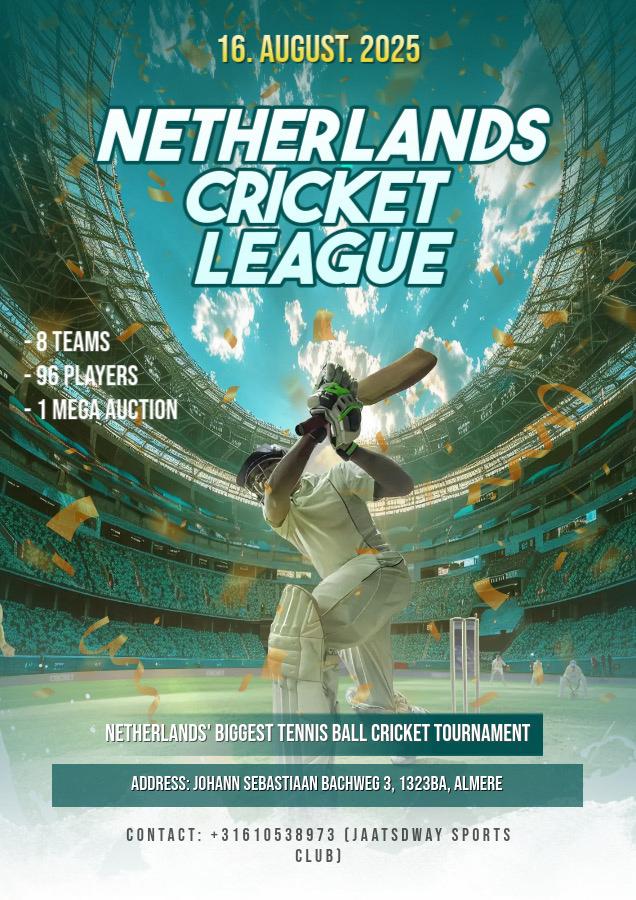 16. AUGUST. 2025
NETHERLANDS
CRICKET
LEAGUE
- 8 TEAMS
- 96 PLAYERS
- 1 MEGA AUCTION
NETHERLANDS' BIGGEST TENNIS BALL CRICKET TOURNAMENT
ADDRESS: JOHANN SEBASTIAAN BACHWEG 3, 1323BA, ALMERE
CONTACT: +31610538973 (JAATSDWAY SPORTS
CLUB)